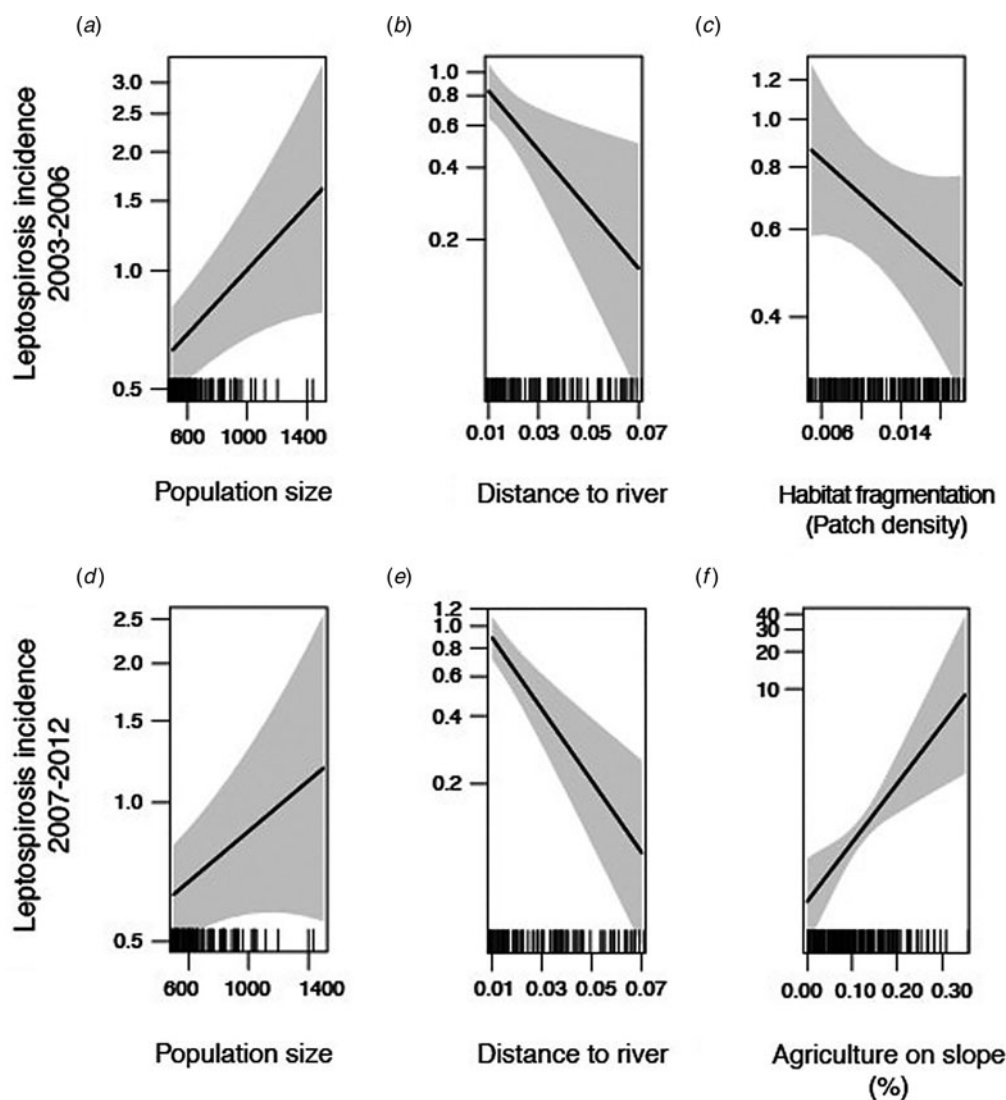 (a)
(b)
(c)
Leptospirosis incidence
2003-2006
3.0
2.5
2.0
1.5
1.0
0.5
600 1000 1400
Population size
1.0
0.8
0.6
0.4
0.2
0.01 0.03 0.05 0.07
Distance to river
1.2
1.0
0.8
0.6
0.4
0.006 0.014
Habitat fragmentation
(Patch density)
(d)
(e)
(f)
Leptospirosis incidence
2007-2012
2.5
2.0
1.5
1.0
0.5
600 1000 1400
Population size
1.2
1.0
0.8
0.6
0.4
0.2
0.01 0.03 0.05 0.07
Distance to river
40
30
20
10
0.00 0.10 0.20 0.30
Agriculture on slope
(%)